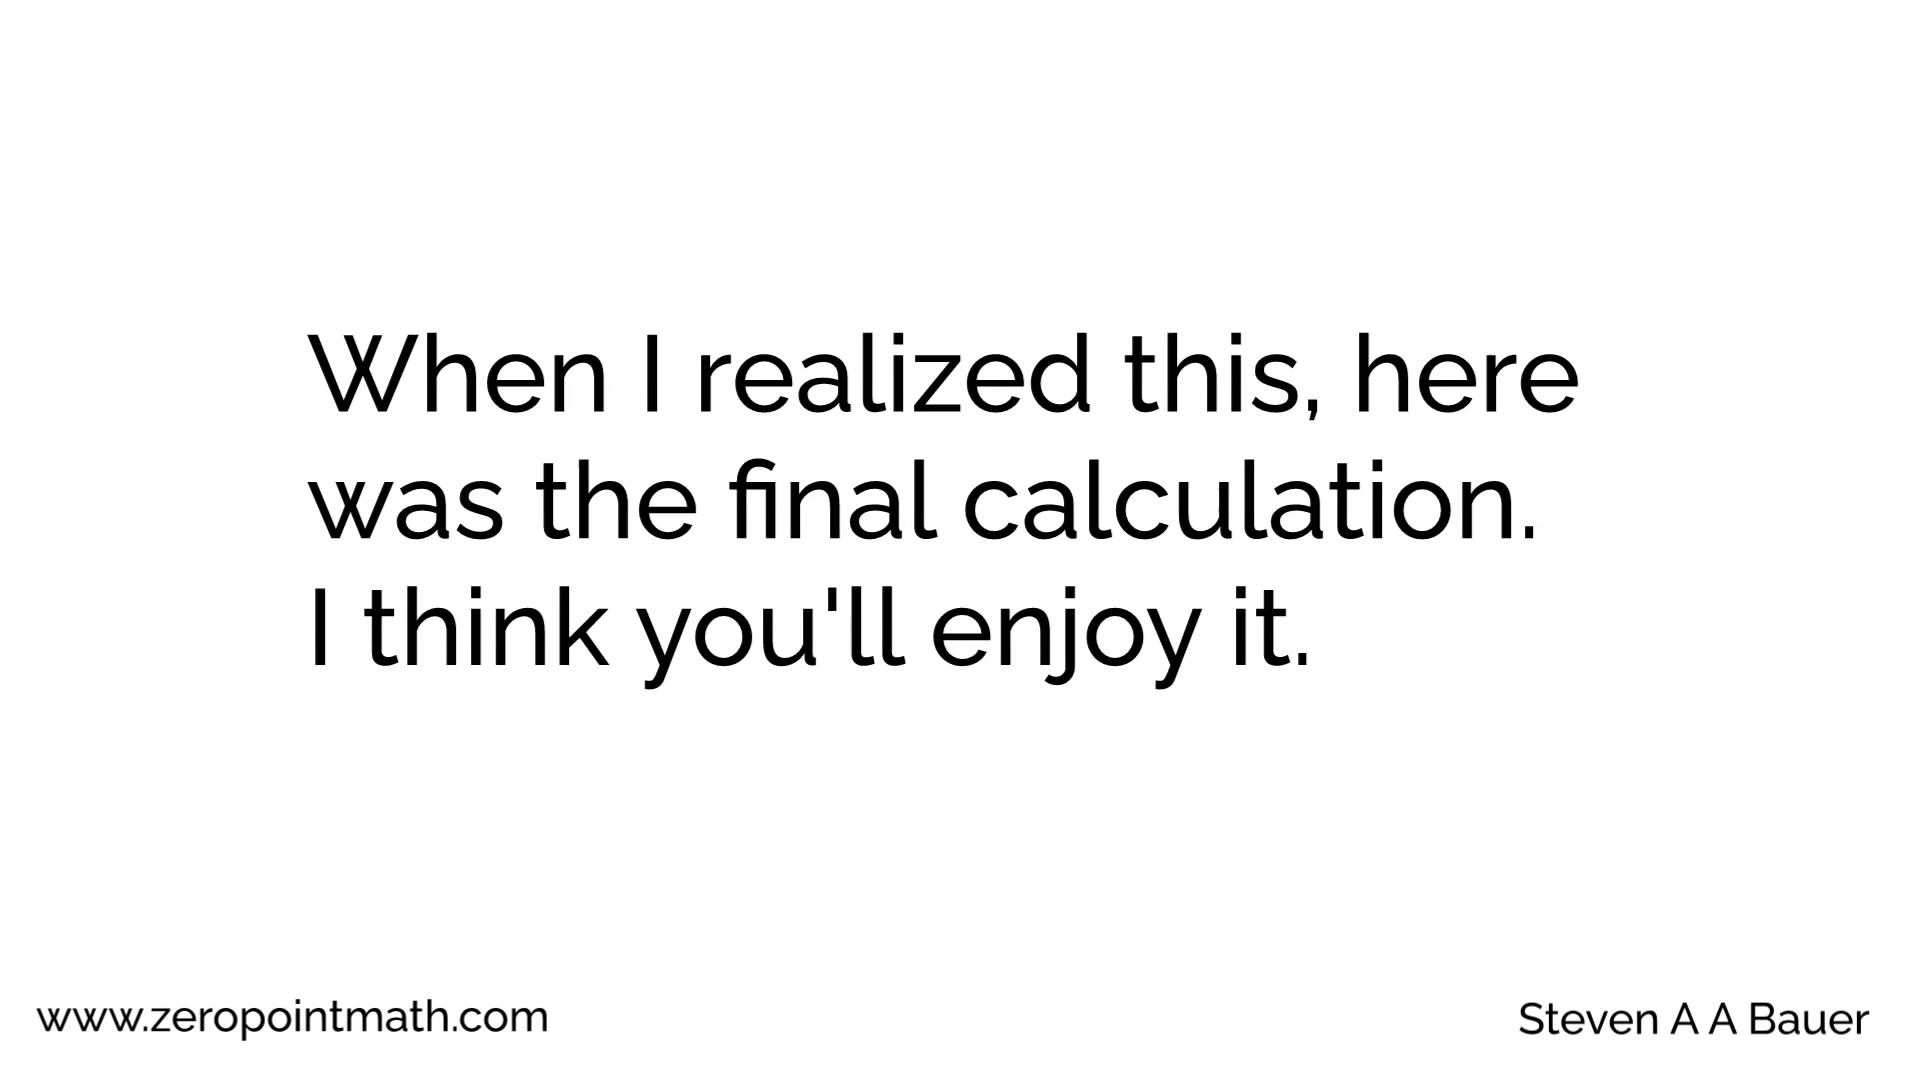 When I realized this, here
was the final calculation.
I think you'll enjoy it.
www.zeropointmath.com
Steven A A Bauer